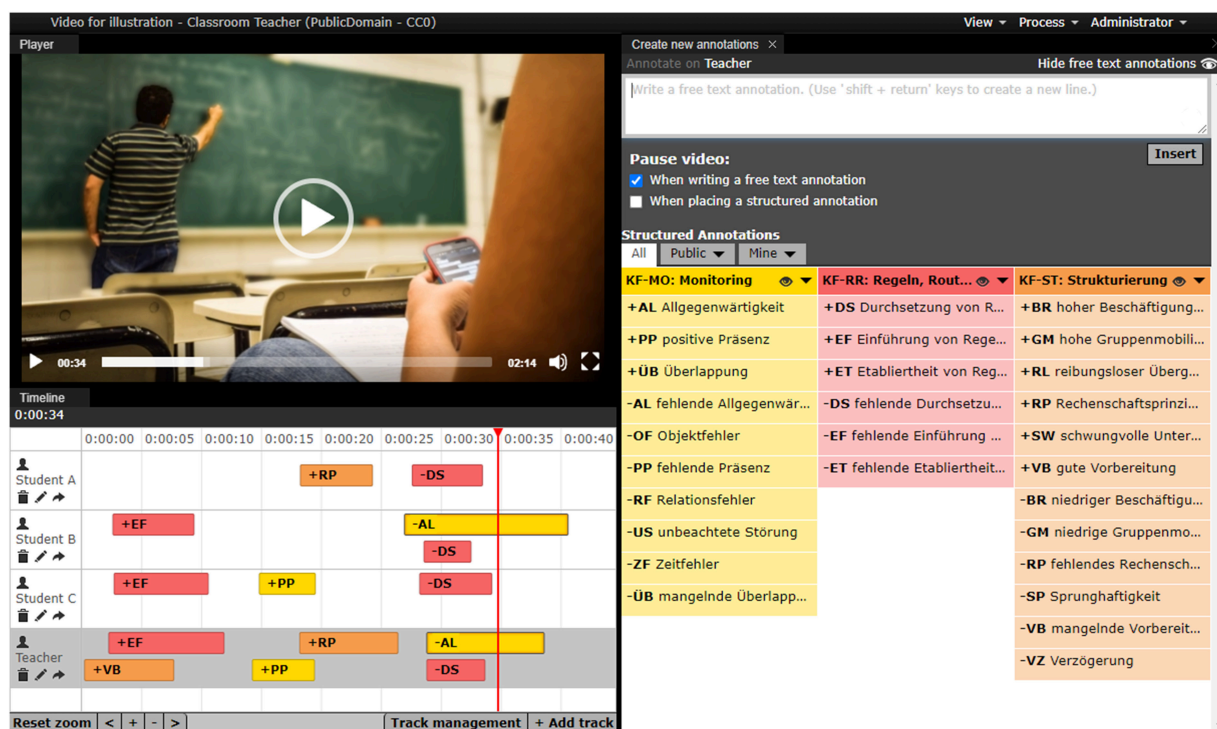 Video for illustration - Classroom Teacher (PublicDomain - CC0)
View Process Administrator
Player
00:34
02:14
Timeline
0:00:34
0:00:00 0:00:05 0:00:10 0:00:15 0:00:20 0:00:25 0:00:30 0:00:35 0:00:40
Student A
+RP -DS
Student B
+EF -AL
-DS
Student C
+EF +PP -DS
Teacher
+EF +RP -AL
+VB +PP -DS
Reset zoom < + - > Track management + Add track
Create new annotations ×
Annotate on Teacher Hide free text annotations
Write a free text annotation. (Use 'shift + return' keys to create a new line.)
Insert
Pause video:
When writing a free text annotation
When placing a structured annotation
Structured Annotations
All Public Mine
KF-MO: Monitoring KF-RR: Regeln, Rout... KF-ST: Strukturierung
+AL Allgegenwärtigkeit +DS Durchsetzung von R... +BR hoher Beschäftigung...
+PP positive Präsenz +EF Einführung von Rege... +GM hohe Gruppenmobili...
+ÜB Überlappung +ET Etabliertheit von Reg... +RL reibungsloser Überg...
-AL fehlende Allgegenwär... -DS fehlende Durchsetzu... +RP Rechenschaftsprinzi...
-OF Objektfehler -EF fehlende Einführung ... +SW schwungvolle Unter...
-PP fehlende Präsenz -ET fehlende Etabliertheit... +VB gute Vorbereitung
-RF Relationsfehler -BR niedriger Beschäftigu...
-US unbeachtete Störung -GM niedrige Gruppenmo...
-ZF Zeitfehler -RP fehlendes Rechensch...
-ÜB mangelnde Überlapp... -SP Sprunghaftigkeit
-VB mangelnde Vorbereit...
-VZ Verzögerung